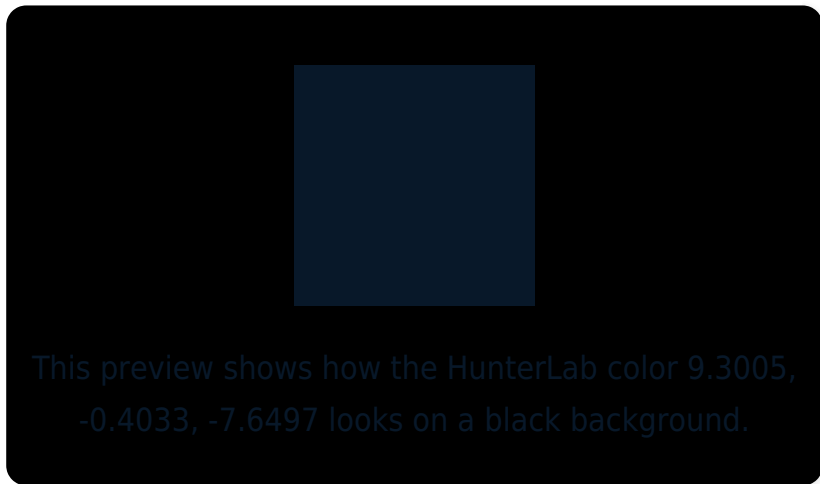 This preview shows how the HunterLab color 9.3005,
-0.4033, -7.6497 looks on a black background.